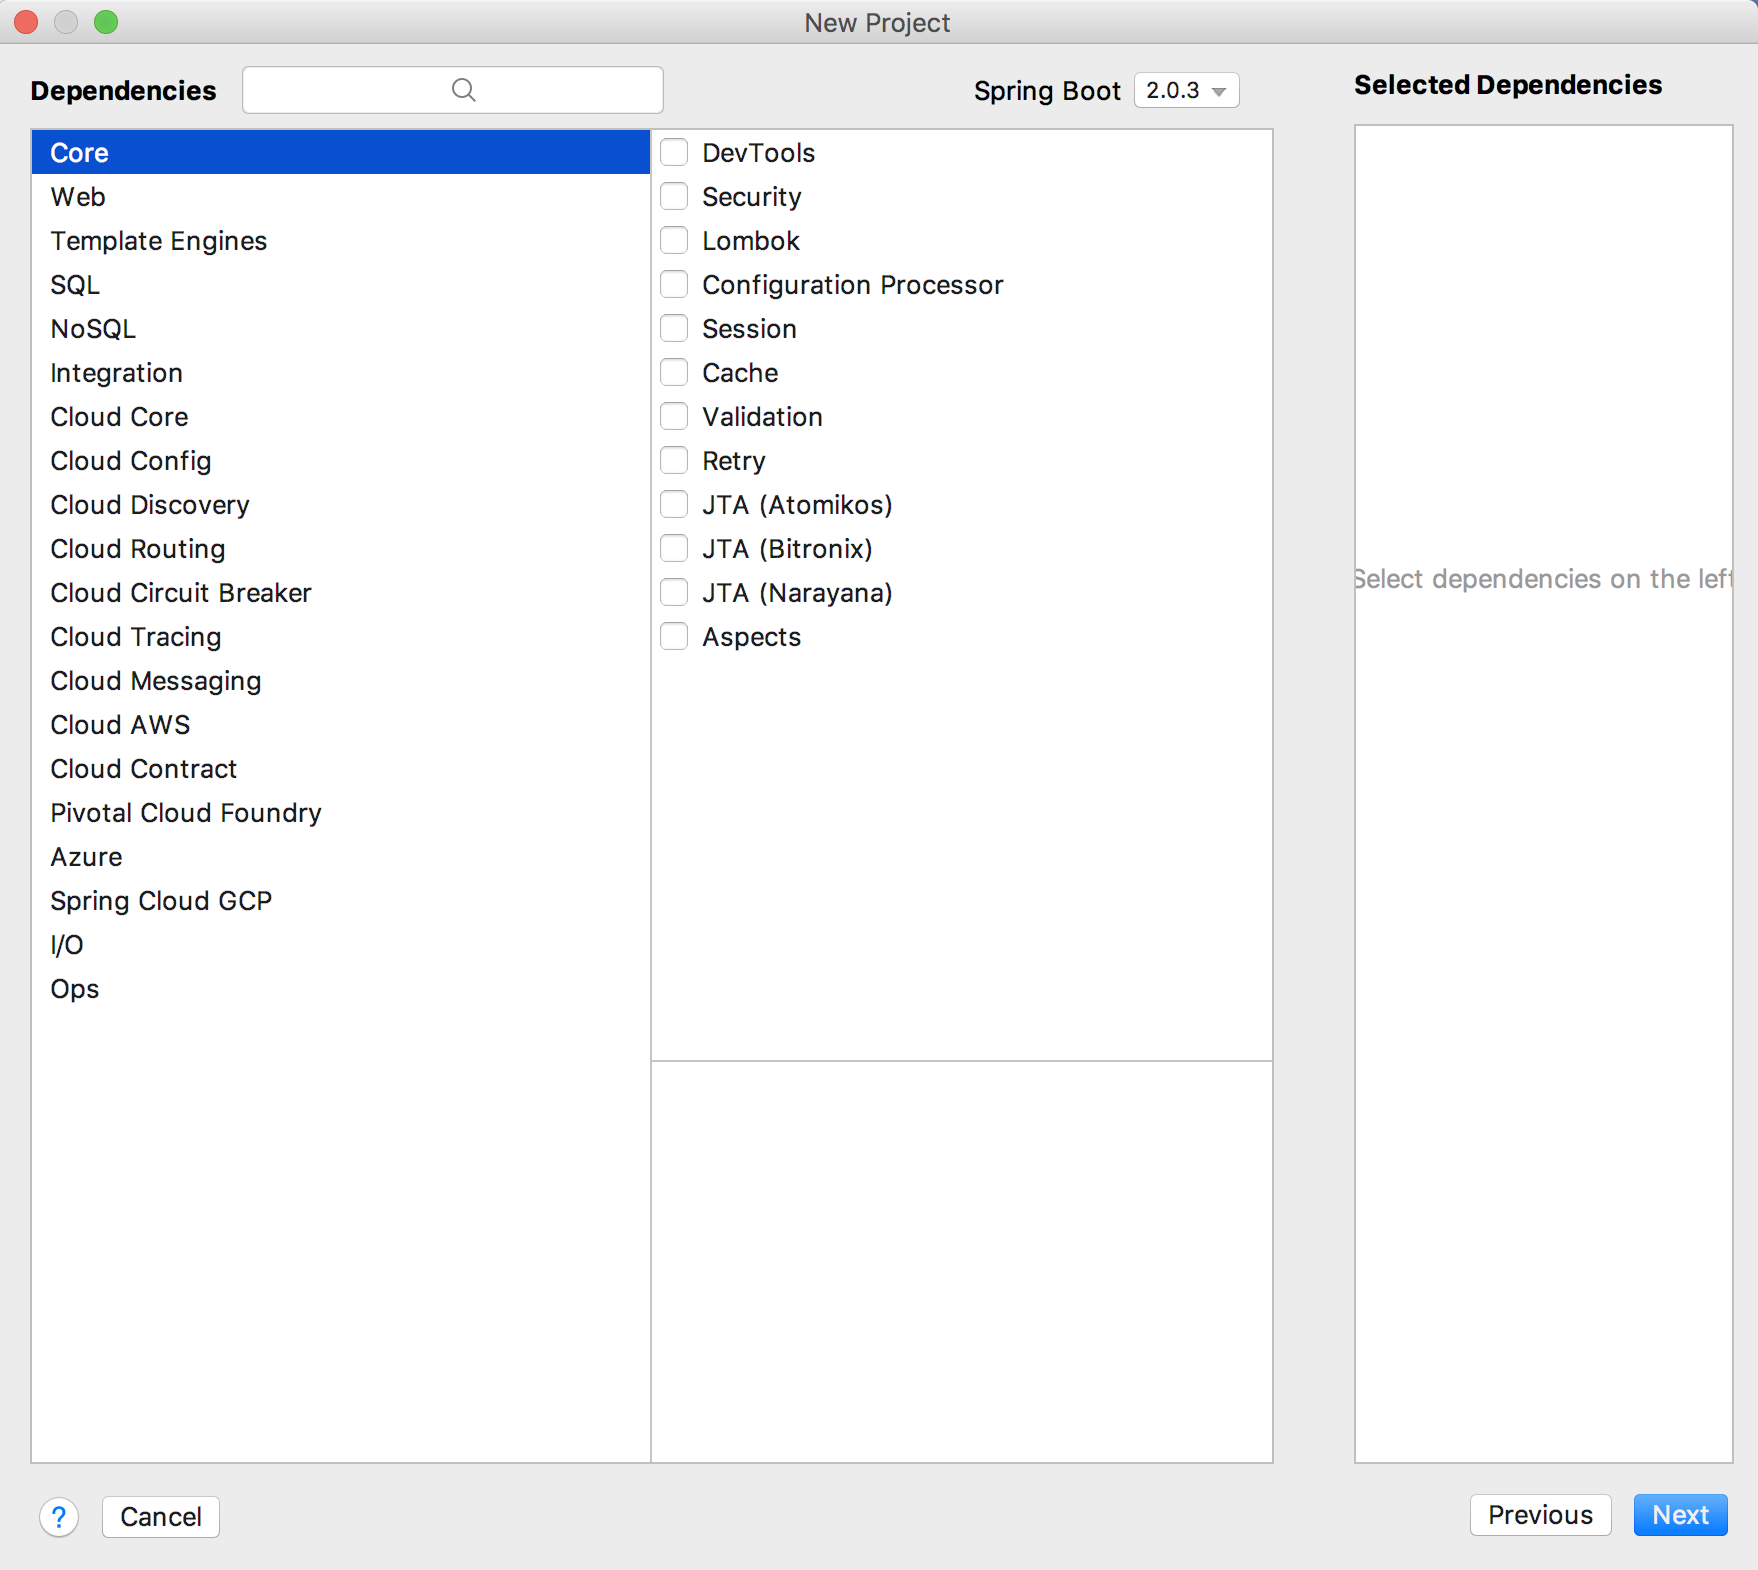 New Project
Dependencies
Spring Boot 2.0.3
Selected Dependencies
Core
Web
Template Engines
SQL
NoSQL
Integration
Cloud Core
Cloud Config
Cloud Discovery
Cloud Routing
Cloud Circuit Breaker
Cloud Tracing
Cloud Messaging
Cloud AWS
Cloud Contract
Pivotal Cloud Foundry
Azure
Spring Cloud GCP
I/O
Ops
DevTools
Security
Lombok
Configuration Processor
Session
Cache
Validation
Retry
JTA (Atomikos)
JTA (Bitronix)
JTA (Narayana)
Aspects
Select dependencies on the left
? Cancel
Previous Next